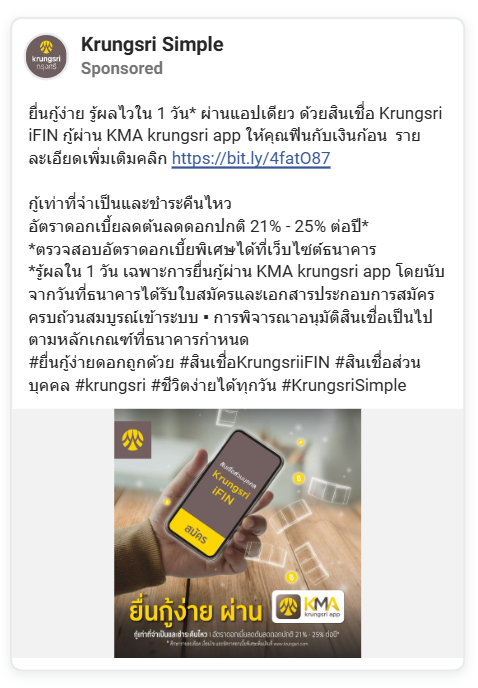 krungsri
กรุงศรี
Krungsri Simple
Sponsored
ยื่นกู้ง่าย รู้ผลไวใน 1 วัน* ผ่านแอปเดียว ด้วยสินเชื่อ Krungsri
iFIN กู้ผ่าน KMA krungsri app ให้คุณฟินกับเงินก้อน ราย
ละเอียดเพิ่มเติมคลิก https://bit.ly/4fatO87
กู้เท่าที่จำเป็นและชำระคืนไหว
อัตราดอกเบี้ยลดต้นลดดอกปกติ 21% - 25% ต่อปี*
*ตรวจสอบอัตราดอกเบี้ยพิเศษได้ที่เว็บไซต์ธนาคาร
*รู้ผลใน 1 วัน เฉพาะการยื่นกู้ผ่าน KMA krungsri app โดยนับ
จากวันที่ธนาคารได้รับใบสมัครและเอกสารประกอบการสมัคร
ครบถ้วนสมบูรณ์เข้าระบบ ▪ การพิจารณาอนุมัติสินเชื่อเป็นไป
ตามหลักเกณฑ์ที่ธนาคารกำหนด
#ยื่นกู้ง่ายดอกถูกด้วย #สินเชื่อKrungsriiFIN #สินเชื่อส่วน
บุคคล #krungsri #ชีวิตง่ายได้ทุกวัน #KrungsriSimple
สินเชื่อส่วนบุคคล
Krungsri
iFIN
สมัคร
ยื่นกู้ง่าย ผ่าน KMA
krungsri app
กู้เท่าที่จำเป็นและชำระคืนไหว | อัตราดอกเบี้ยลดต้นลดดอกปกติ 21% - 25% ต่อปี*